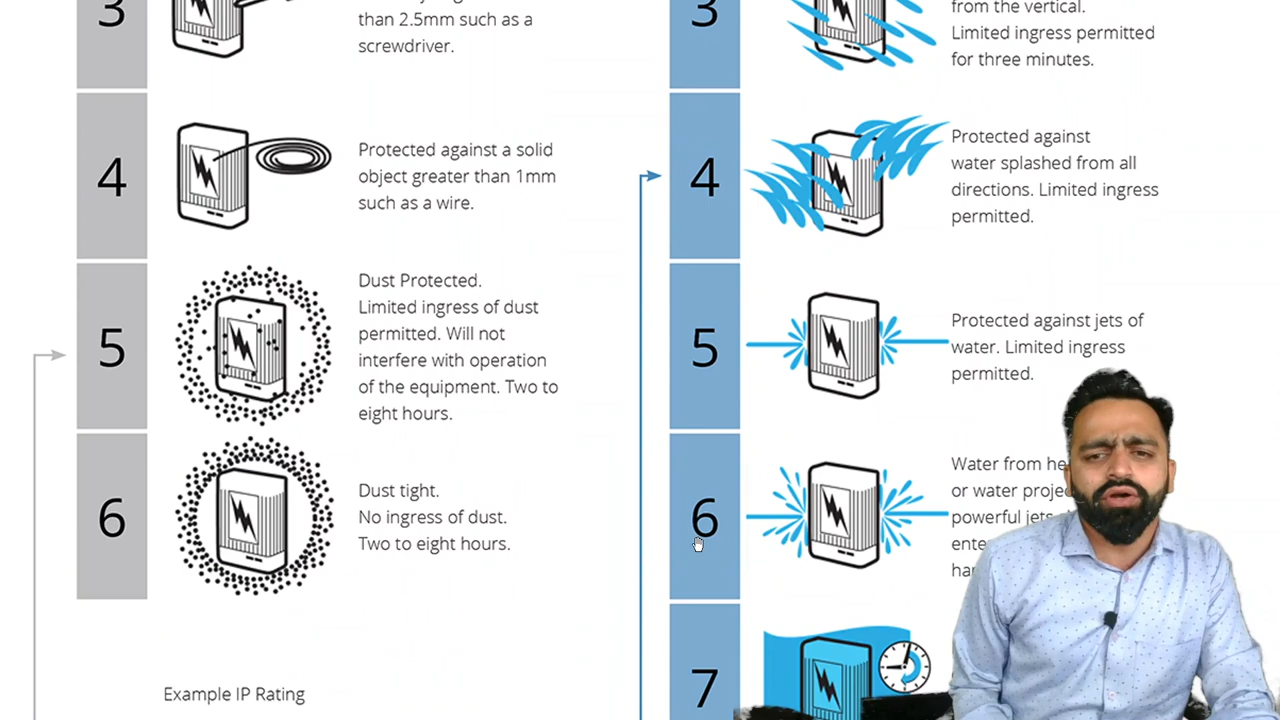 3
than 2.5mm such as a
screwdriver.
4
Protected against a solid
object greater than 1mm
such as a wire.
5
Dust Protected.
Limited ingress of dust
permitted. Will not
interfere with operation
of the equipment. Two to
eight hours.
6
Dust tight.
No ingress of dust.
Two to eight hours.
Example IP Rating
3
from the vertical.
Limited ingress permitted
for three minutes.
4
Protected against
water splashed from all
directions. Limited ingress
permitted.
5
Protected against jets of
water. Limited ingress
permitted.
6
Water from
or water
powerful jets
7